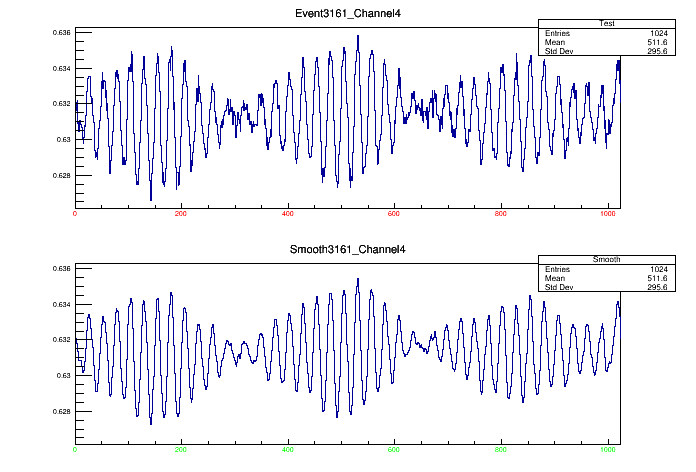 Event3161_Channel4
Test
Entries 1024
Mean 511.6
Std Dev 295.6
0.636
0.634
0.632
0.63
0.628
0 200 400 600 800 1000
Smooth3161_Channel4
Smooth
Entries 1024
Mean 511.6
Std Dev 295.6
0.636
0.634
0.632
0.63
0.628
0 200 400 600 800 1000